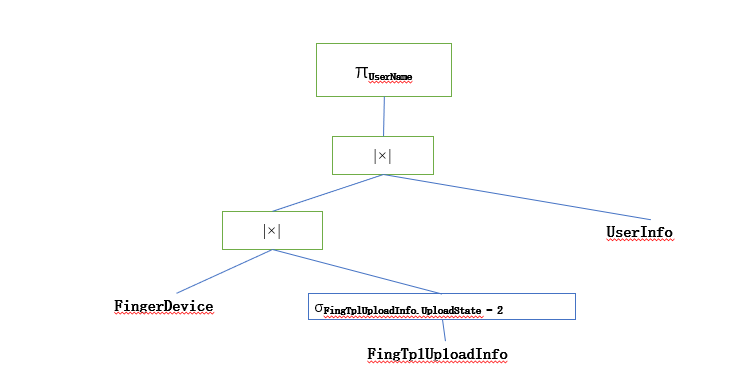 πUserName
|×|
|×|
UserInfo
FingerDevice
σFingTplUploadInfo.UploadState = 2
FingTplUploadInfo